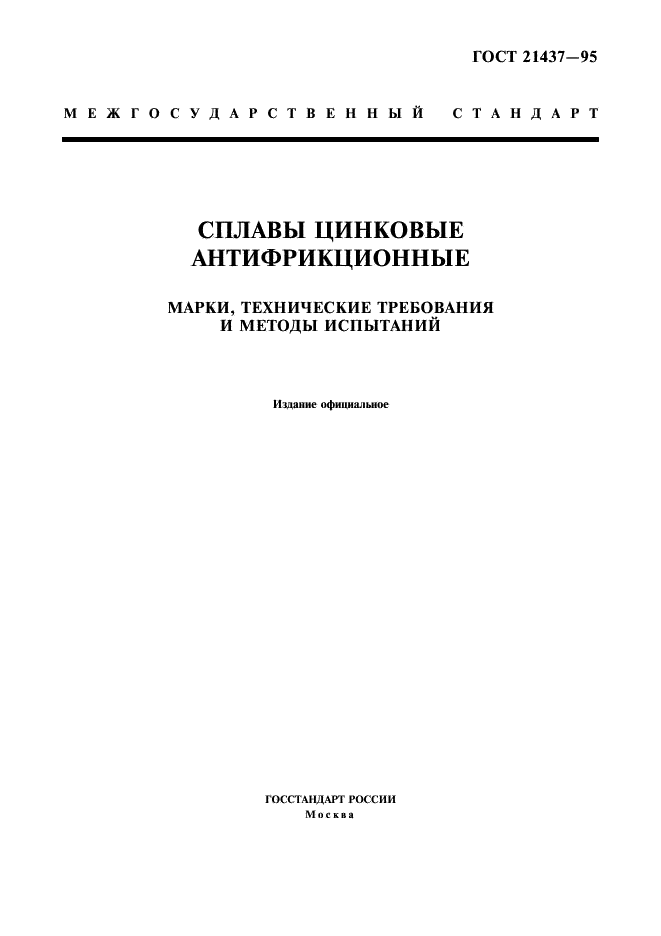 ГОСТ 21437—95
МЕЖГОСУДАРСТВЕННЫЙ СТАНДАРТ
СПЛАВЫ ЦИНКОВЫЕ
АНТИФРИКЦИОННЫЕ
МАРКИ, ТЕХНИЧЕСКИЕ ТРЕБОВАНИЯ
И МЕТОДЫ ИСПЫТАНИЙ
Издание официальное
ГОССТАНДАРТ РОССИИ
Москва